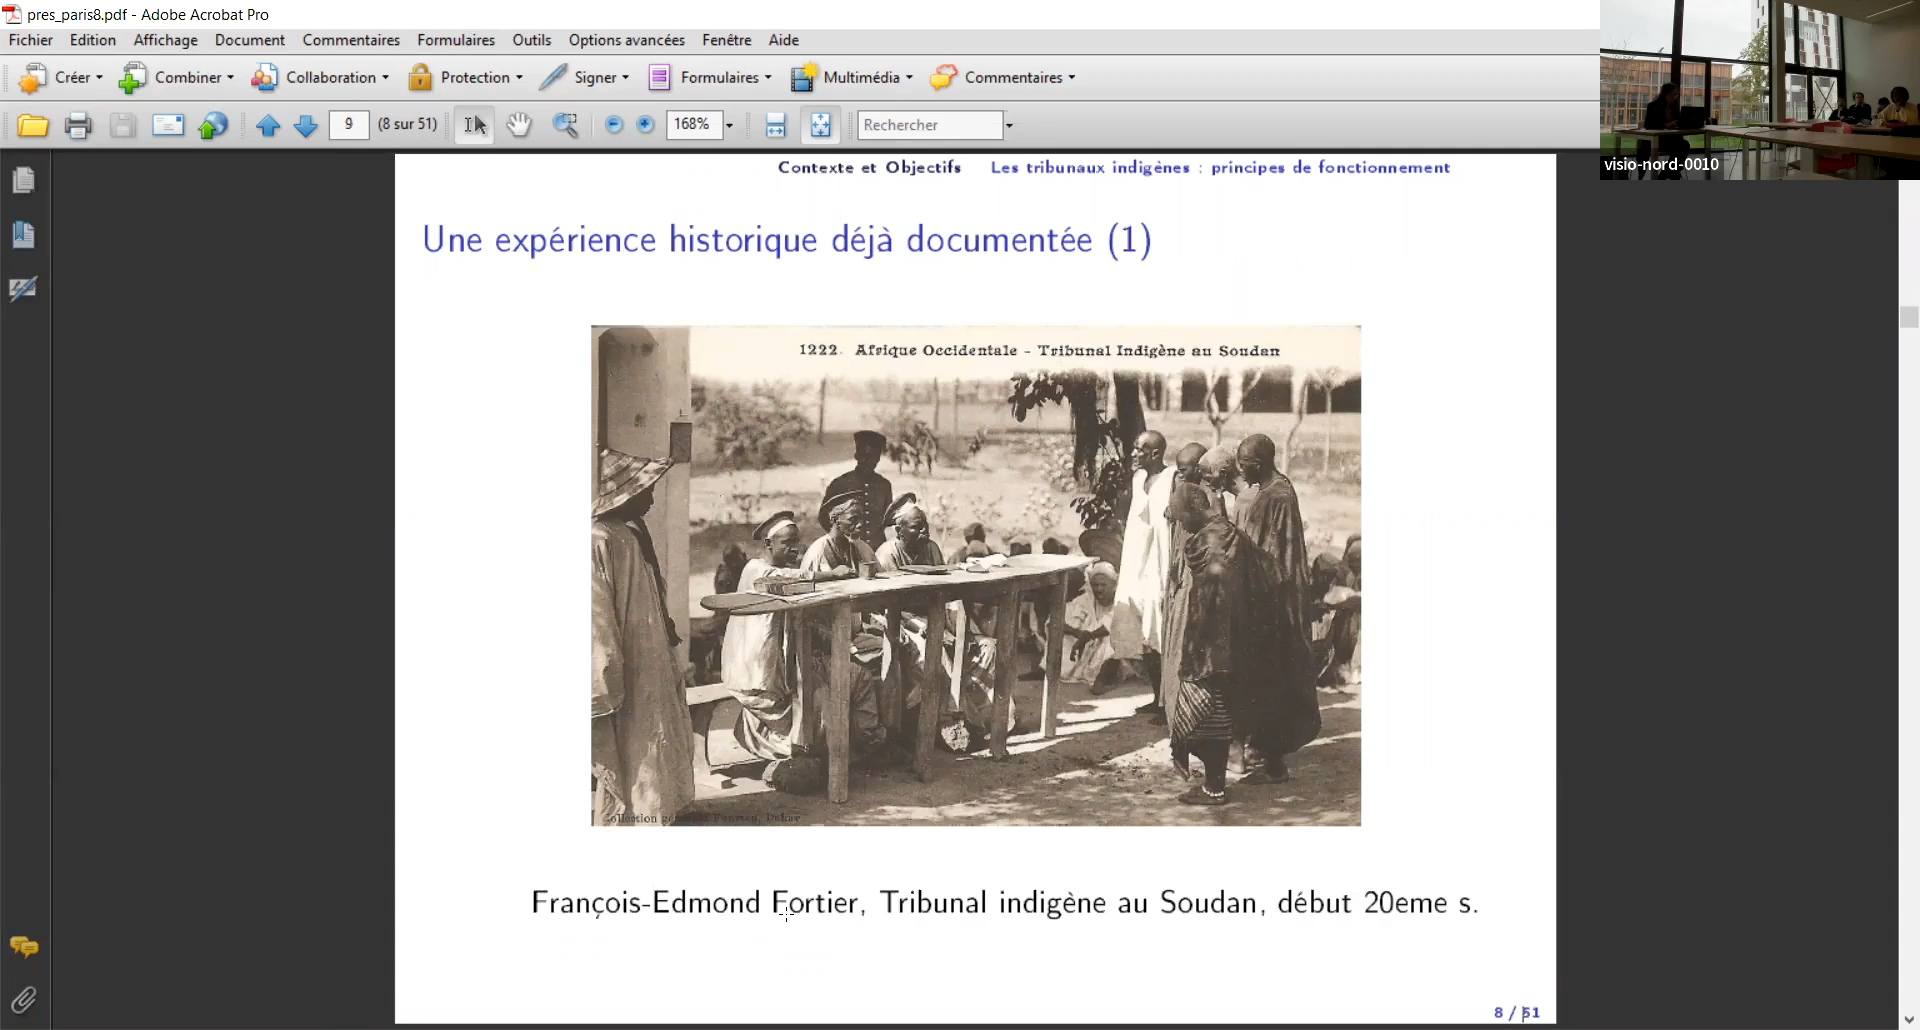 pres_paris8.pdf - Adobe Acrobat Pro
Fichier Edition Affichage Document Commentaires Formulaires Outils Options avancées Fenêtre Aide
Créer Combiner Collaboration Protection Signer Formulaires Multimédia Commentaires
9 (8 sur 51) 168% Rechercher
visio-nord-0010
Contexte et Objectifs Les tribunaux indigènes : principes de fonctionnement
Une expérience historique déjà documentée (1)
1222. Afrique Occidentale - Tribunal Indigène au Soudan
Collection Fortier, Dakar
François-Edmond Fortier, Tribunal indigène au Soudan, début 20eme s.
8 / 51